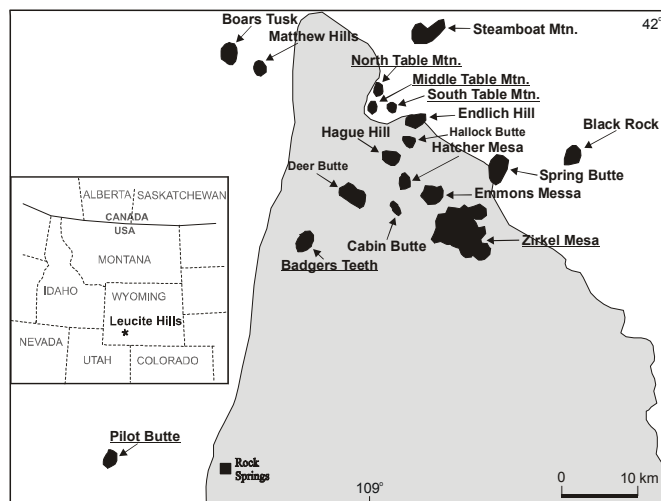 Boars Tusk
Matthew Hills
Steamboat Mtn.
42°
North Table Mtn.
Middle Table Mtn.
South Table Mtn.
Endlich Hill
Hallock Butte
Hague Hill
Hatcher Mesa
Black Rock
Deer Butte
Spring Butte
Emmons Messa
Cabin Butte
Zirkel Mesa
Badgers Teeth
ALBERTA
SASKATCHEWAN
CANADA
USA
MONTANA
IDAHO
WYOMING
Leucite Hills
*
NEVADA
UTAH
COLORADO
Pilot Butte
Rock
Springs
109°
0
10 km